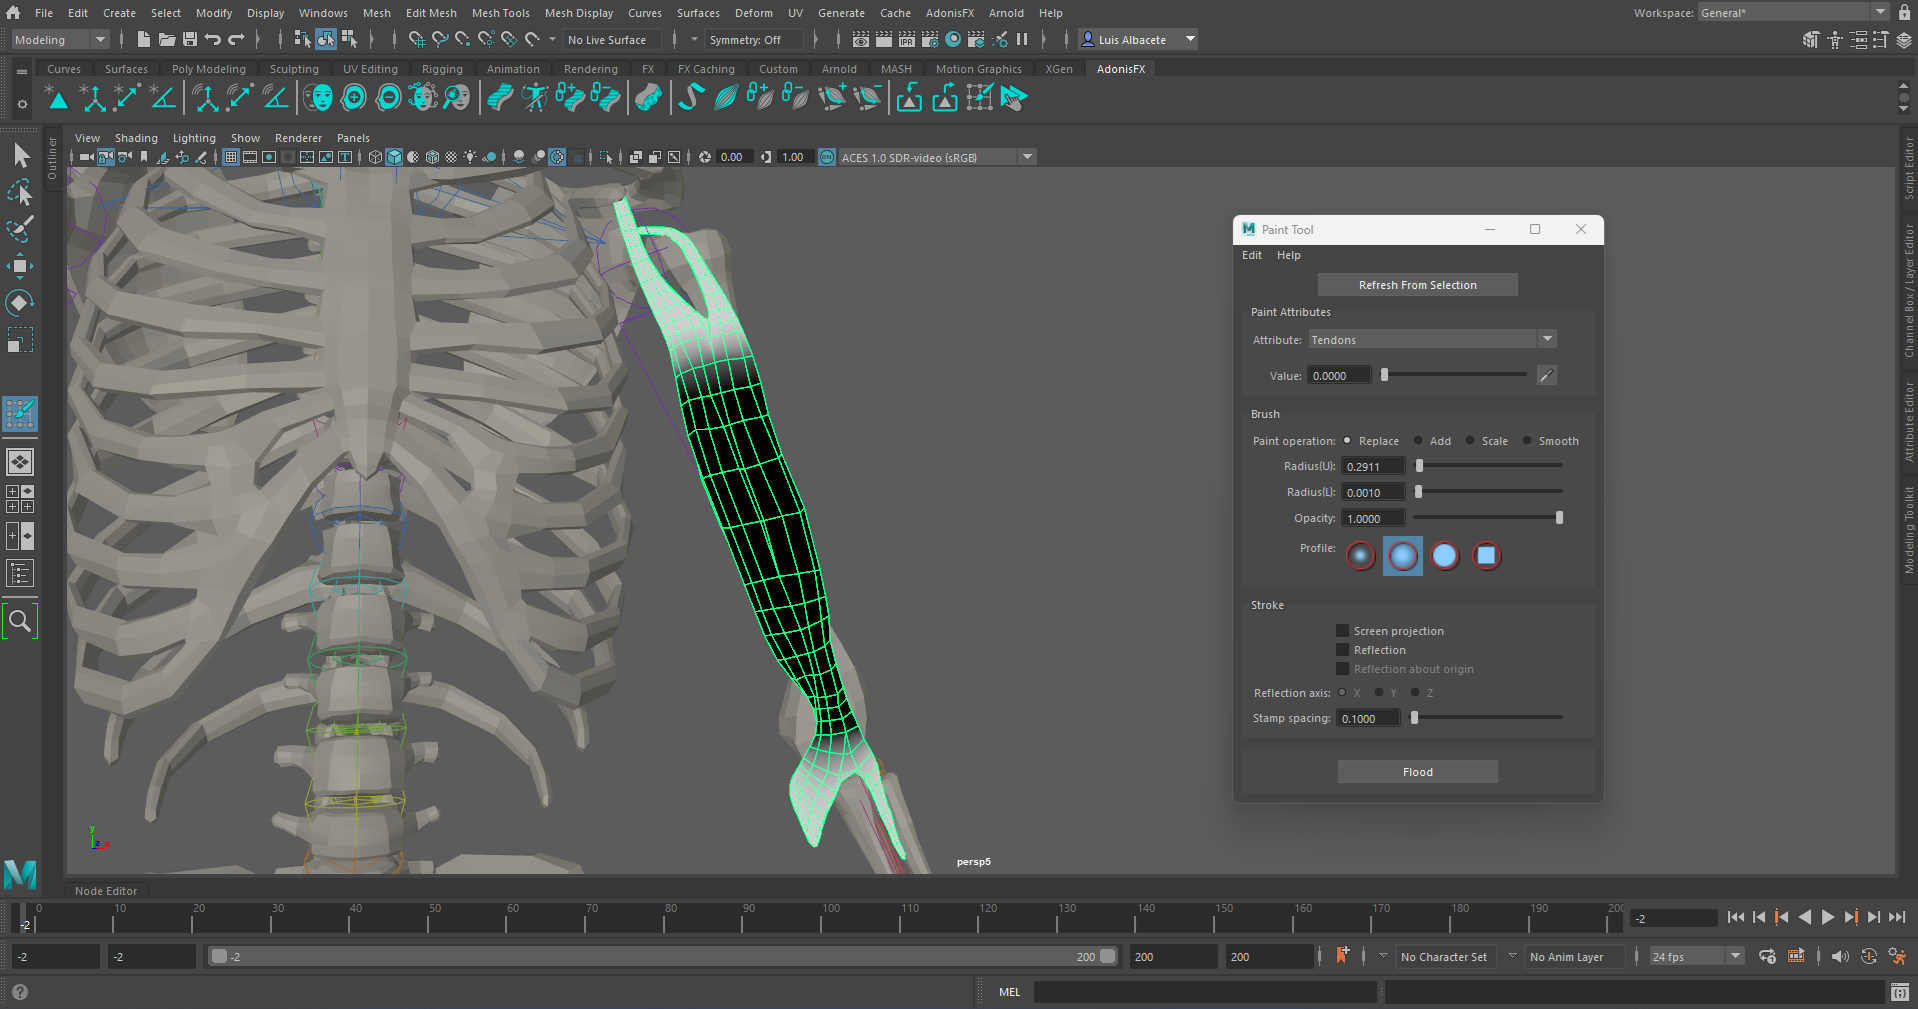 File Edit Create Select Modify Display Windows Mesh Edit Mesh Mesh Tools Mesh Display Curves Surfaces Deform UV Generate Cache AdonisFX Arnold Help Workspace: General*
Modeling No Live Surface Symmetry: Off IPR Luis Albacete
Curves Surfaces Poly Modeling Sculpting UV Editing Rigging Animation Rendering FX FX Caching Custom Arnold MASH Motion Graphics XGen AdonisFX
View Shading Lighting Show Renderer Panels
0.00 1.00 ON ACES 1.0 SDR-video (sRGB)
Outliner
Script Editor
Channel Box / Layer Editor
Attribute Editor
Modeling Toolkit
Paint Tool
Edit Help
Refresh From Selection
Paint Attributes
Attribute: Tendons
Value: 0.0000
Brush
Paint operation: Replace Add Scale Smooth
Radius(U): 0.2911
Radius(L): 0.0010
Opacity: 1.0000
Profile:
Stroke
Screen projection
Reflection
Reflection about origin
Reflection axis: X Y Z
Stamp spacing: 0.1000
Flood
y
z
persp5
M
Node Editor
0 10 20 30 40 50 60 70 80 90 100 110 120 130 140 150 160 170 180 190 200
-2 -2
-2 -2 -2 200 200 200 No Character Set No Anim Layer 24 fps
MEL